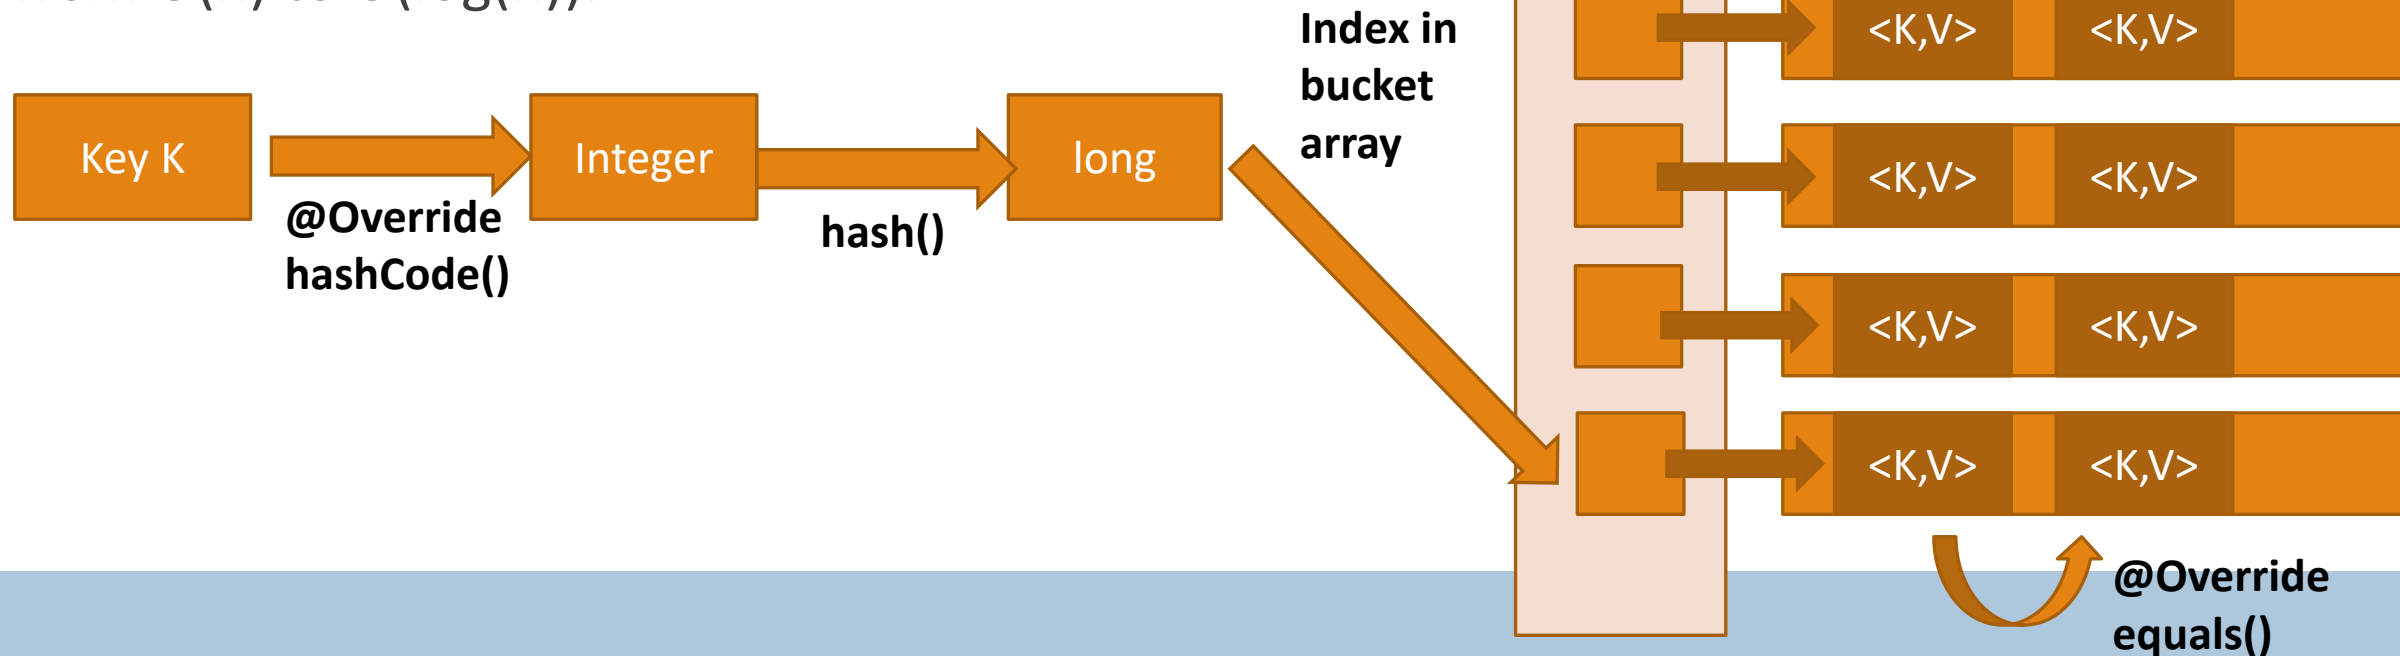 Index in
bucket
array
Key K
@Override
hashCode()
Integer
hash()
long
<K,V> <K,V>
<K,V> <K,V>
<K,V> <K,V>
<K,V> <K,V>
@Override
equals()